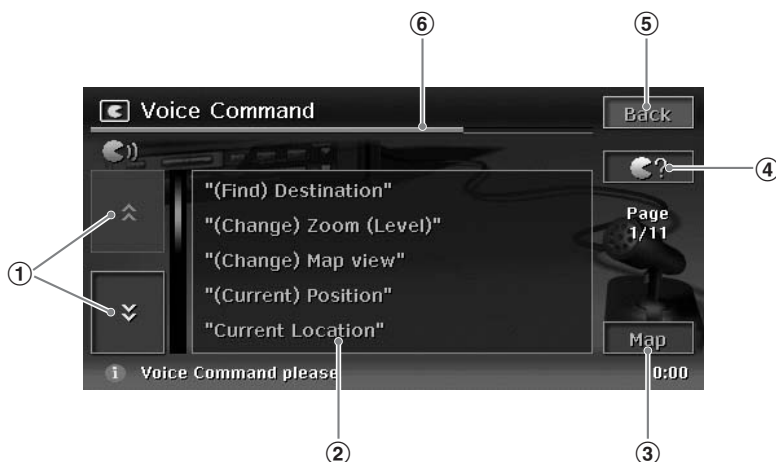 ⑥ ⑤
Voice Command
Back
?
④
"(Find) Destination"
"(Change) Zoom (Level)"
"(Change) Map view"
"(Current) Position"
"Current Location"
Page
1/11
①
Map
i Voice Command please
0:00
② ③